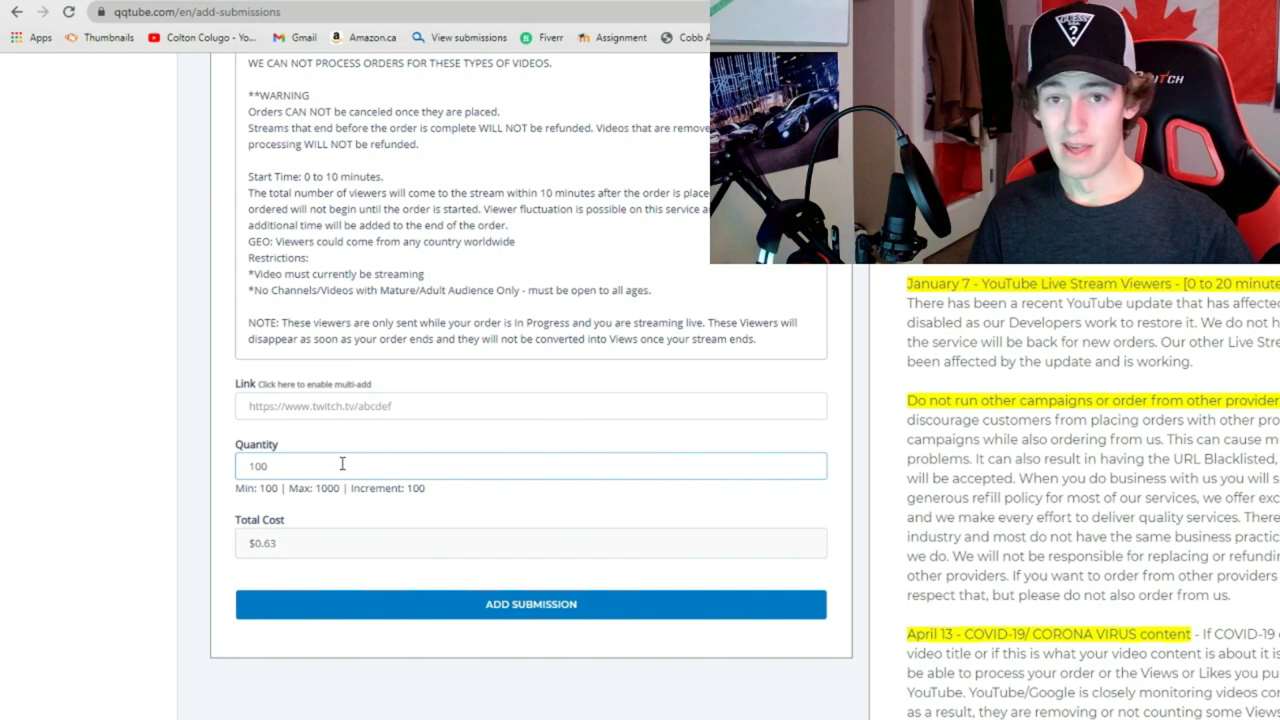 qqtube.com/en/add-submissions
Apps
Thumbnails
Colton Colugo - Yo...
Gmail
Amazon.ca
View submissions
Fiverr
Assignment
Cobb A
WE CAN NOT PROCESS ORDERS FOR THESE TYPES OF VIDEOS.
**WARNING
Orders CAN NOT be canceled once they are placed.
Streams that end before the order is complete WILL NOT be refunded. Videos that are remove
processing WILL NOT be refunded.
Start Time: 0 to 10 minutes.
The total number of viewers will come to the stream within 10 minutes after the order is place
ordered will not begin until the order is started. Viewer fluctuation is possible on this service a
additional time will be added to the end of the order.
GEO: Viewers could come from any country worldwide
Restrictions:
*Video must currently be streaming
*No Channels/Videos with Mature/Adult Audience Only - must be open to all ages.
NOTE: These viewers are only sent while your order is In Progress and you are streaming live. These Viewers will
disappear as soon as your order ends and they will not be converted into Views once your stream ends.
Link Click here to enable multi-add
https://www.twitch.tv/abcdef
Quantity
100
Min: 100 | Max: 1000 | Increment: 100
Total Cost
$0.63
ADD SUBMISSION
GUESS
?
January 7 - YouTube Live Stream Viewers - [0 to 20 minute
There has been a recent YouTube update that has affected
disabled as our Developers work to restore it. We do not h
the service will be back for new orders. Our other Live Stre
been affected by the update and is working.
Do not run other campaigns or order from other provider
discourage customers from placing orders with other pro
campaigns while also ordering from us. This can cause m
problems. It can also result in having the URL Blacklisted,
will be accepted. When you do business with us you will s
generous refill policy for most of our services, we offer exc
and we make every effort to deliver quality services. There
industry and most do not have the same business practic
we do. We will not be responsible for replacing or refundin
other providers. If you want to order from other providers
respect that, but please do not also order from us.
April 13 - COVID-19/ CORONA VIRUS content - If COVID-19 
video title or if this is what your video content is about it is
be able to process your order or the Views or Likes you pu
YouTube. YouTube/Google is closely monitoring videos co
as a result, they are removing or not counting some Views